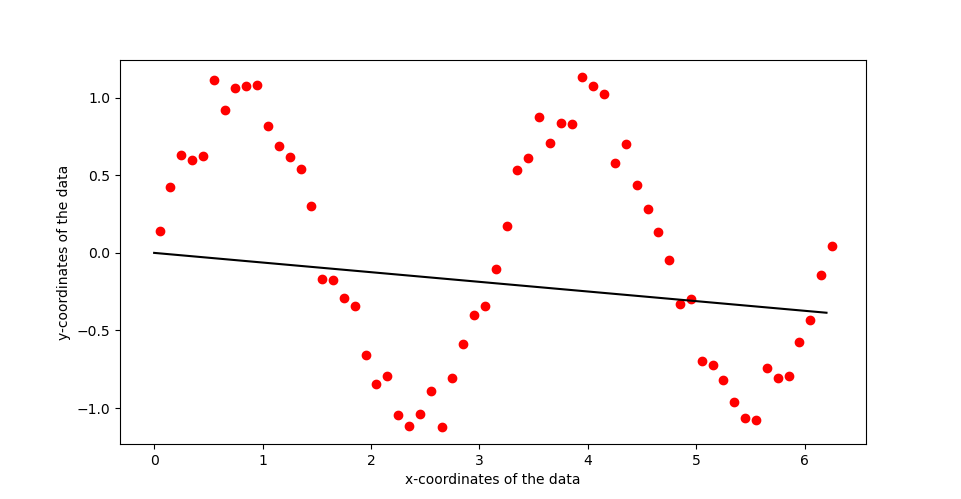 1.0
0.5
0.0
−0.5
−1.0
y-coordinates of the data
0 1 2 3 4 5 6
x-coordinates of the data